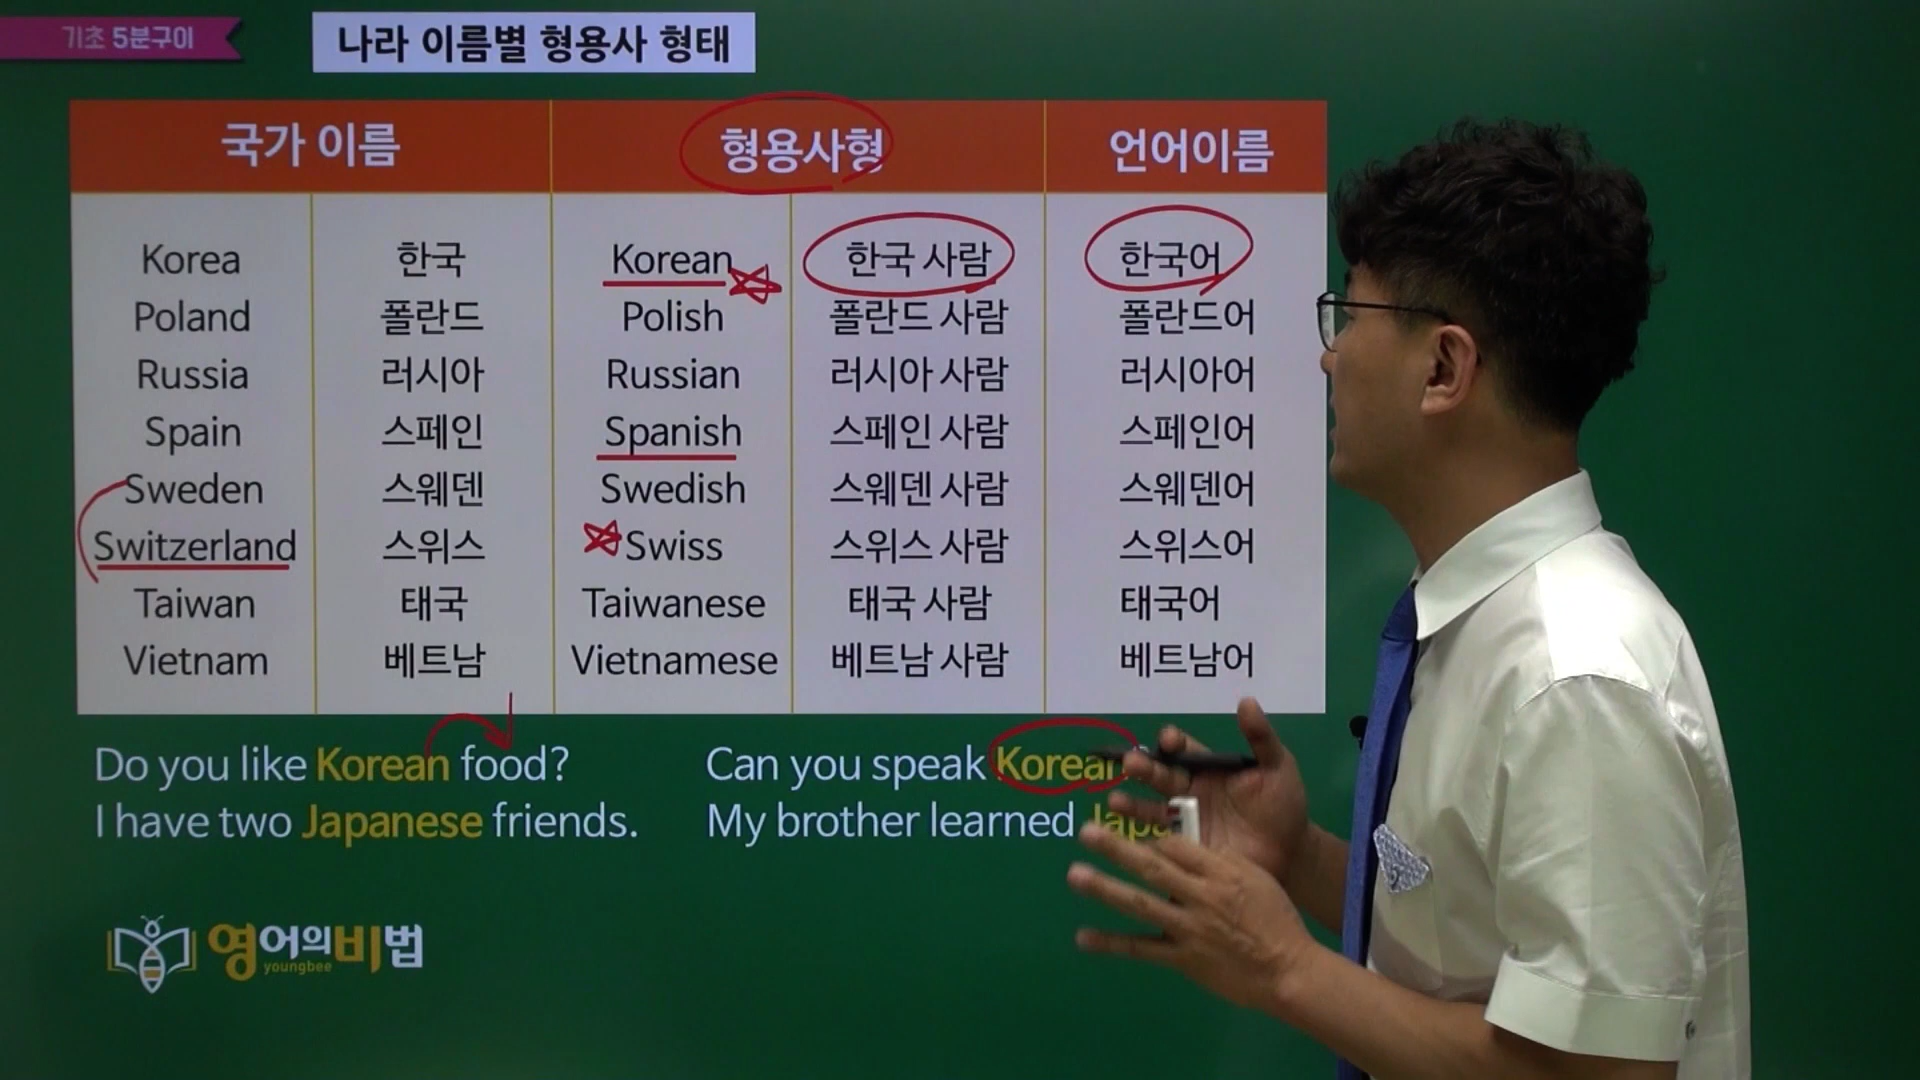 기초 5분구이
나라 이름별 형용사 형태
국가 이름 형용사형 언어이름
Korea 한국 Korean 한국 사람 한국어
Poland 폴란드 Polish 폴란드 사람 폴란드어
Russia 러시아 Russian 러시아 사람 러시아어
Spain 스페인 Spanish 스페인 사람 스페인어
Sweden 스웨덴 Swedish 스웨덴 사람 스웨덴어
Switzerland 스위스 Swiss 스위스 사람 스위스어
Taiwan 태국 Taiwanese 태국 사람 태국어
Vietnam 베트남 Vietnamese 베트남 사람 베트남어
Do you like Korean food? Can you speak Korean
I have two Japanese friends. My brother learned
영어의비법
youngbee